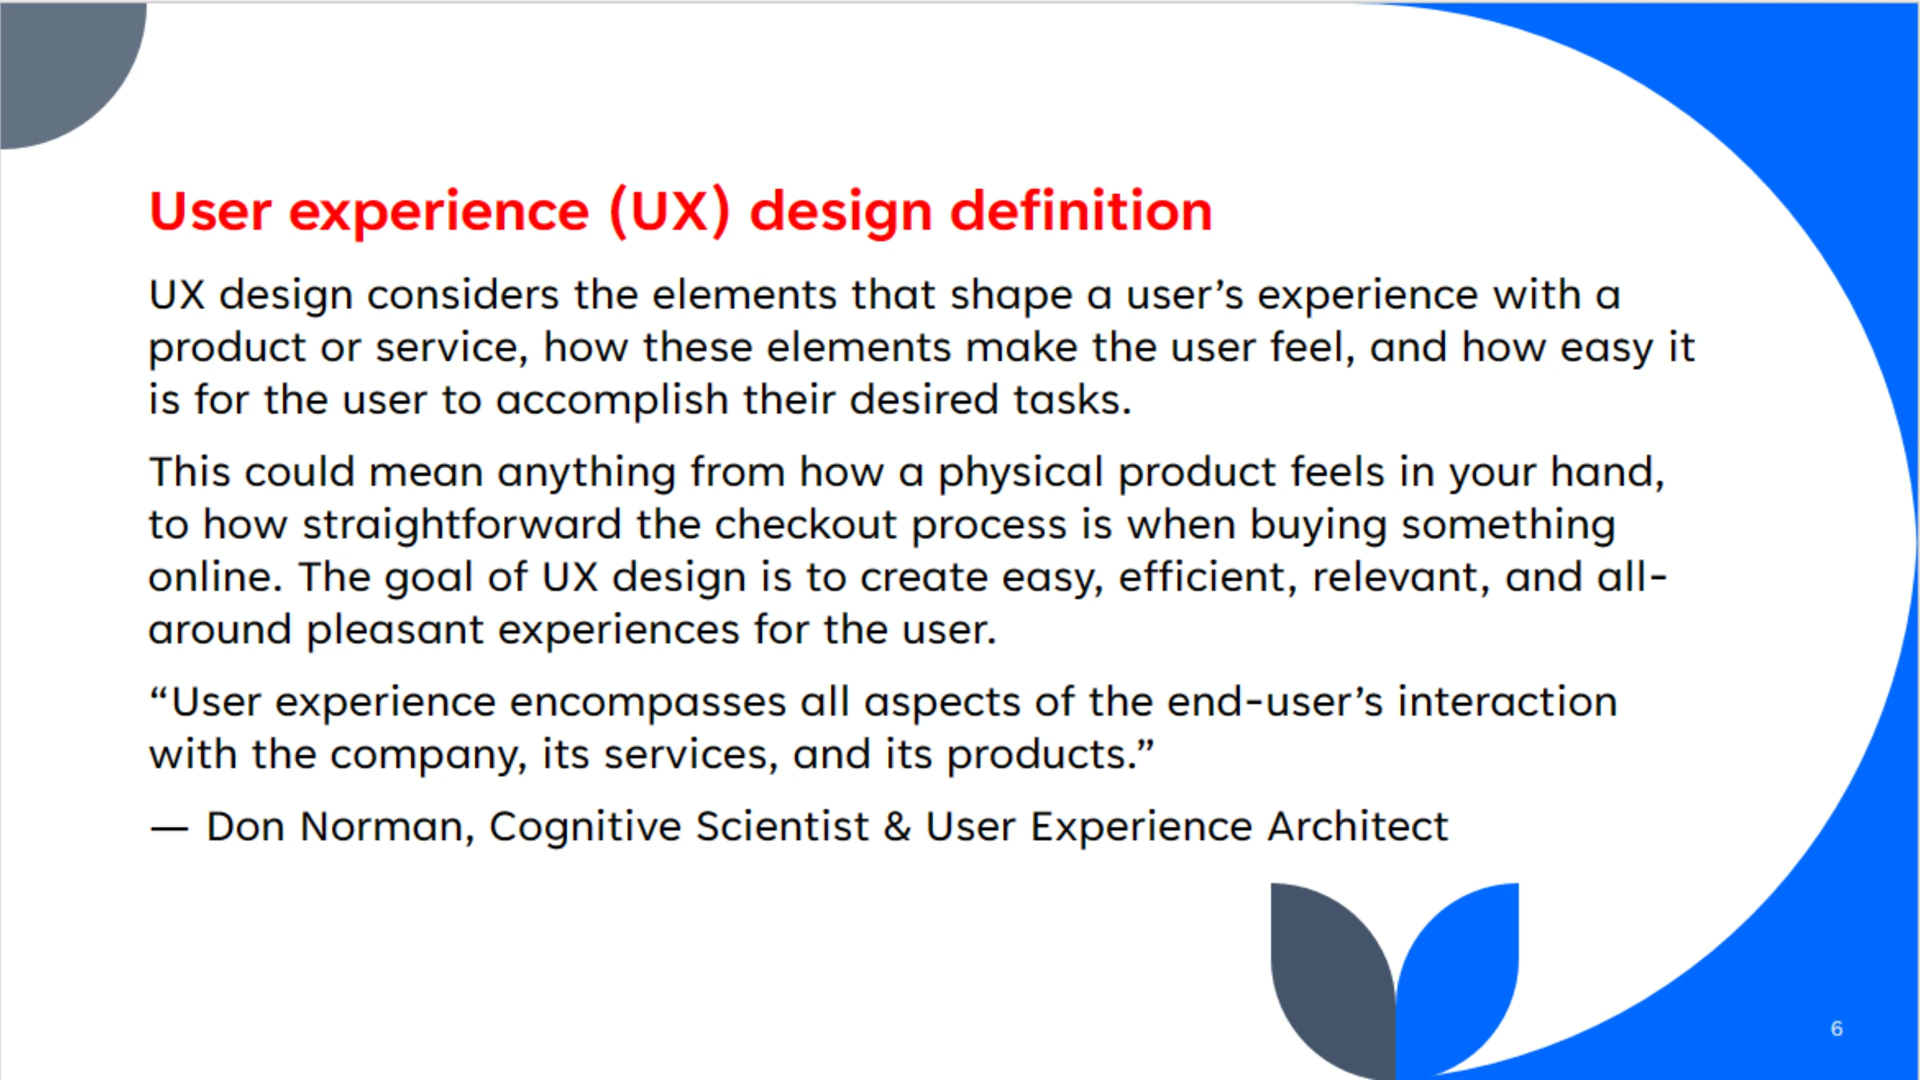 User experience (UX) design definition
UX design considers the elements that shape a user’s experience with a
product or service, how these elements make the user feel, and how easy it
is for the user to accomplish their desired tasks.
This could mean anything from how a physical product feels in your hand,
to how straightforward the checkout process is when buying something
online. The goal of UX design is to create easy, efficient, relevant, and all-
around pleasant experiences for the user.
“User experience encompasses all aspects of the end-user’s interaction
with the company, its services, and its products.”
— Don Norman, Cognitive Scientist & User Experience Architect
6